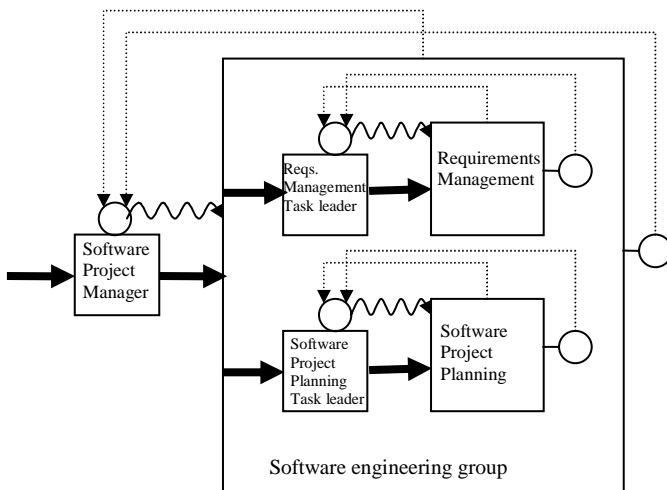 Reqs.
Management
Task leader
Requirements
Management
Software
Project
Manager
Software
Project
Planning
Task leader
Software
Project
Planning
Software engineering group